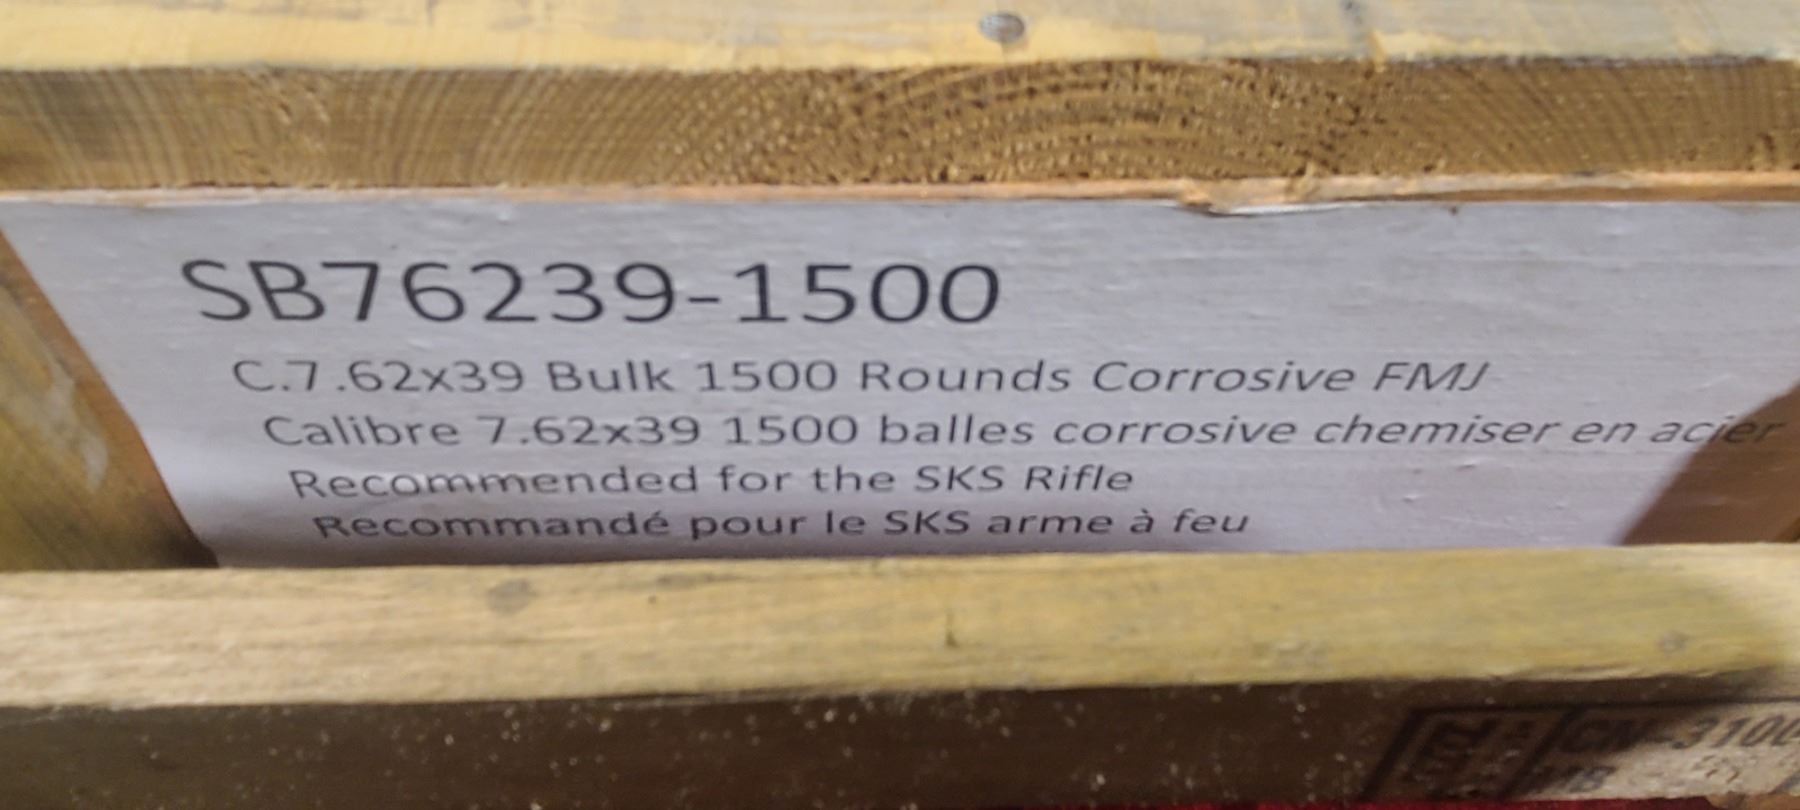 SB76239-1500
C.7.62x39 Bulk 1500 Rounds Corrosive FMJ
Calibre 7.62x39 1500 balles corrosive chemiser en acier
Recommended for the SKS Rifle
Recommandé pour le SKS arme à feu